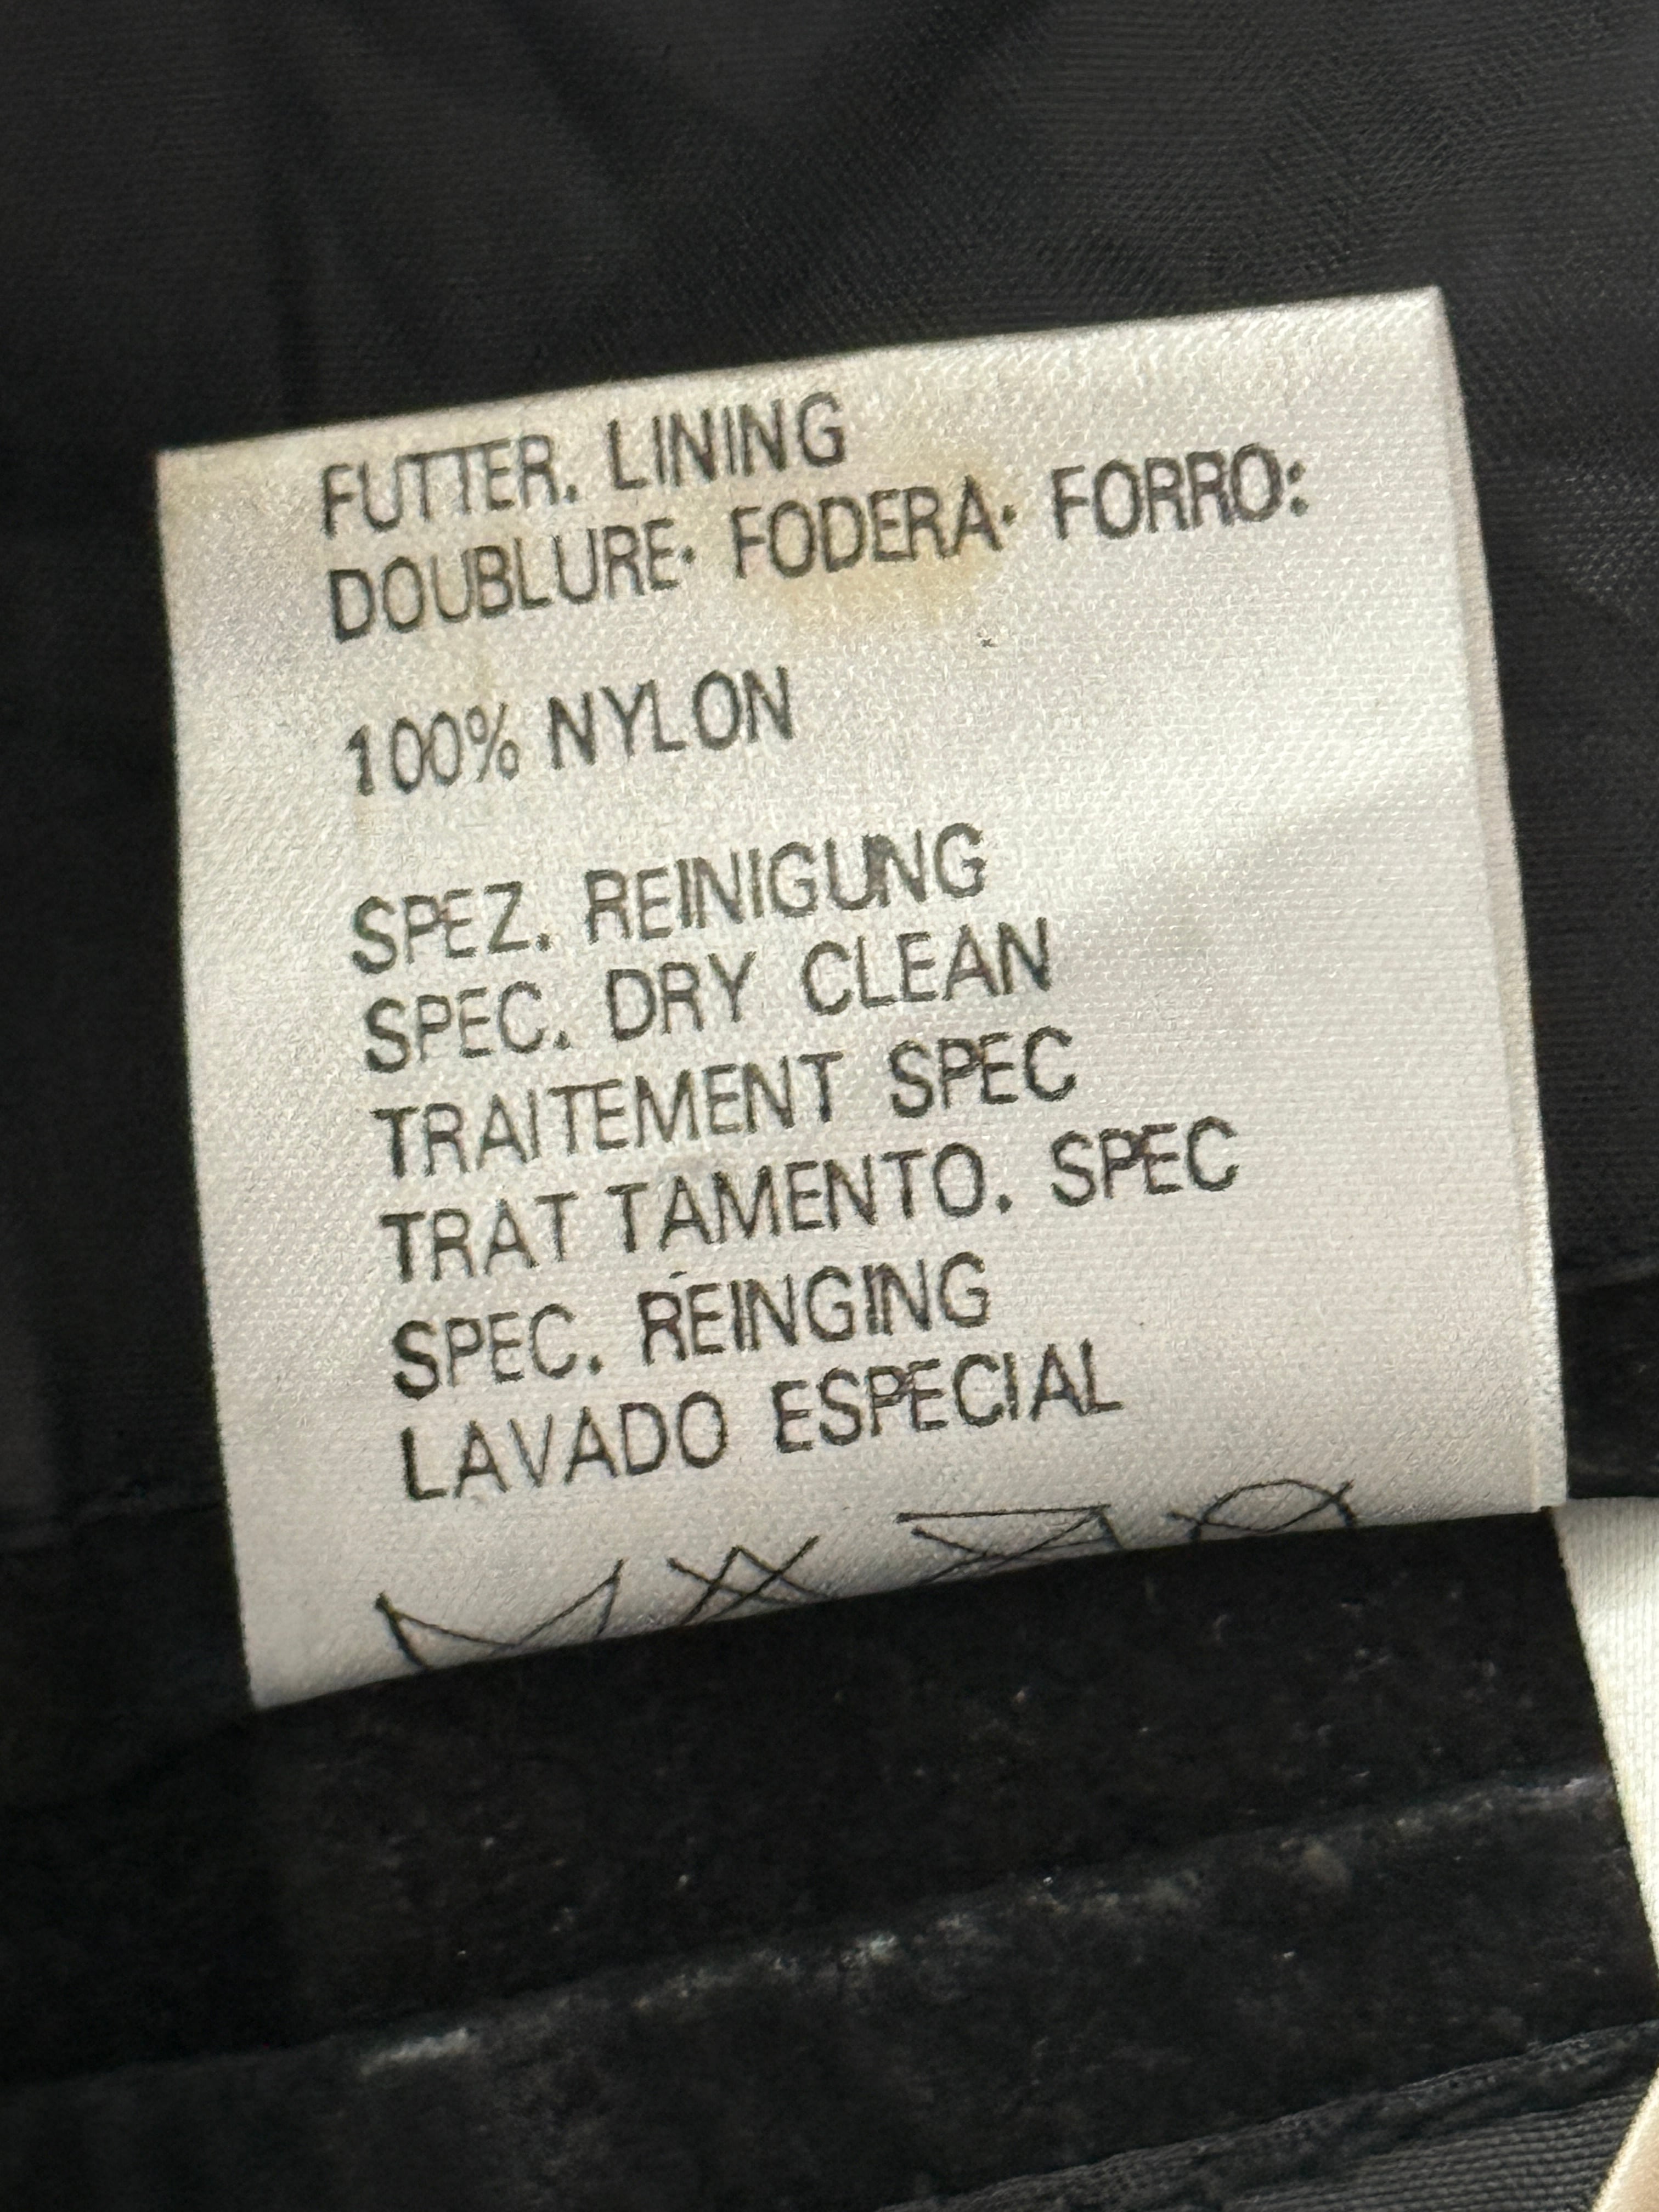 FUTTER. LINING
DOUBLURE· FODERA· FORRO:
100% NYLON
SPEZ. REINIGUNG
SPEC. DRY CLEAN
TRAITEMENT SPEC
TRAT TAMENTO. SPEC
SPEC. REINGING
LAVADO ESPECIAL